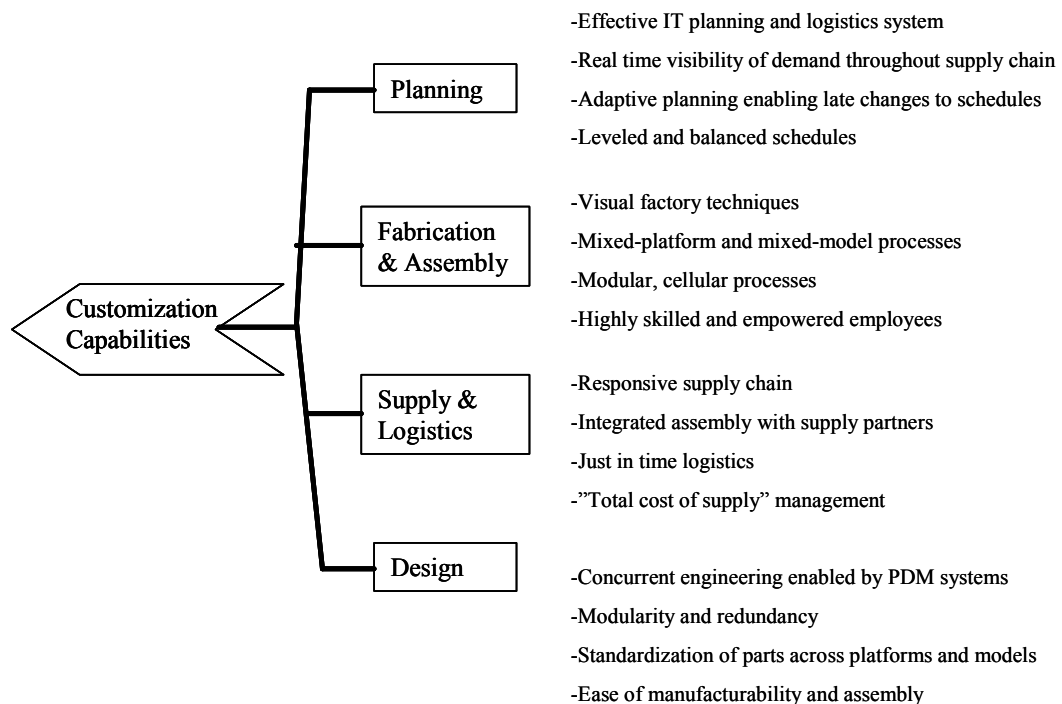 Customization
Capabilities
Planning
-Effective IT planning and logistics system
-Real time visibility of demand throughout supply chain
-Adaptive planning enabling late changes to schedules
-Leveled and balanced schedules
Fabrication
& Assembly
-Visual factory techniques
-Mixed-platform and mixed-model processes
-Modular, cellular processes
-Highly skilled and empowered employees
Supply &
Logistics
-Responsive supply chain
-Integrated assembly with supply partners
-Just in time logistics
-”Total cost of supply” management
Design
-Concurrent engineering enabled by PDM systems
-Modularity and redundancy
-Standardization of parts across platforms and models
-Ease of manufacturability and assembly